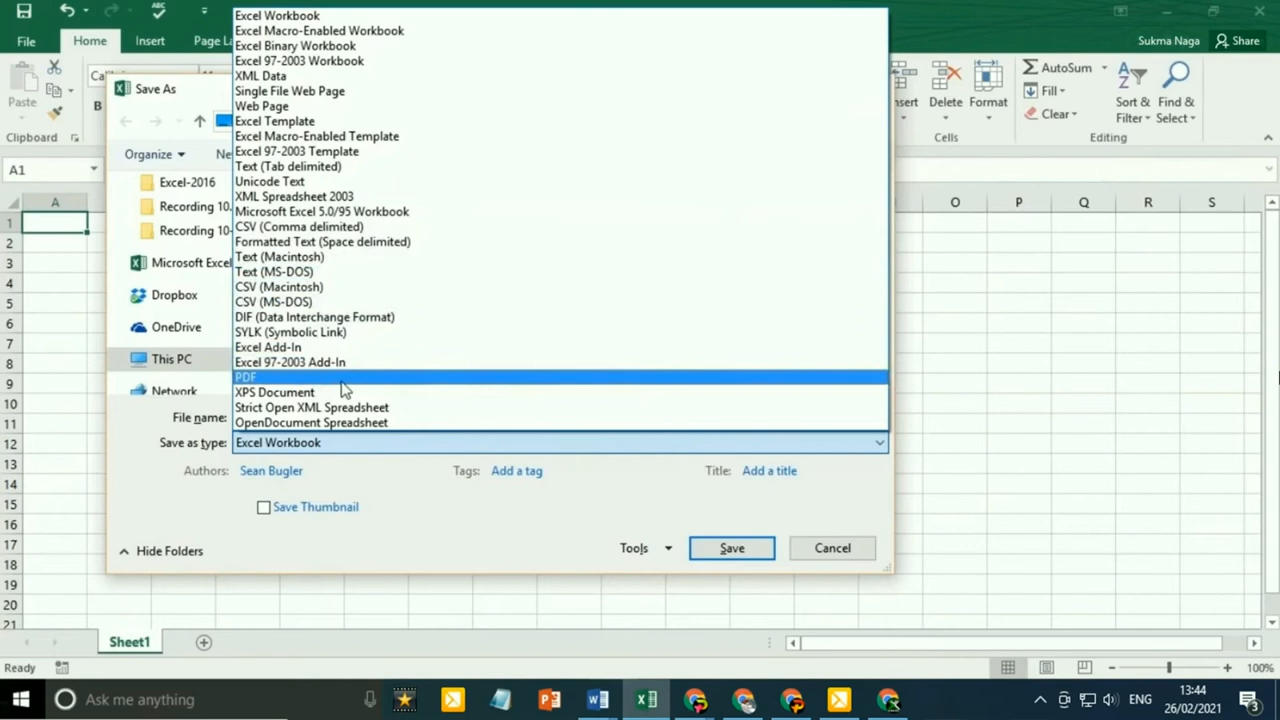 File Home Insert Page La
Sukma Naga Share
Paste
Clipboard
B
Save As
Organize Ne
Excel-2016
Recording 10.
Recording 10-
Microsoft Excel
Dropbox
OneDrive
This PC
Network
Excel Workbook
Excel Macro-Enabled Workbook
Excel Binary Workbook
Excel 97-2003 Workbook
XML Data
Single File Web Page
Web Page
Excel Template
Excel Macro-Enabled Template
Excel 97-2003 Template
Text (Tab delimited)
Unicode Text
XML Spreadsheet 2003
Microsoft Excel 5.0/95 Workbook
CSV (Comma delimited)
Formatted Text (Space delimited)
Text (Macintosh)
Text (MS-DOS)
CSV (Macintosh)
CSV (MS-DOS)
DIF (Data Interchange Format)
SYLK (Symbolic Link)
Excel Add-In
Excel 97-2003 Add-In
PDF
XPS Document
Strict Open XML Spreadsheet
OpenDocument Spreadsheet
File name:
Save as type: Excel Workbook
Authors: Sean Bugler Tags: Add a tag Title: Add a title
Save Thumbnail
Hide Folders
Tools Save Cancel
nsert Delete Format
Cells
AutoSum
Fill
Clear
Sort & Filter
Find & Select
Editing
A1
A O P Q R S
1
2
3
4
5
6
7
8
9
10
11
12
13
14
15
16
17
18
19
20
21
Sheet1
Ready
100%
Ask me anything
ENG
13:44
26/02/2021
3